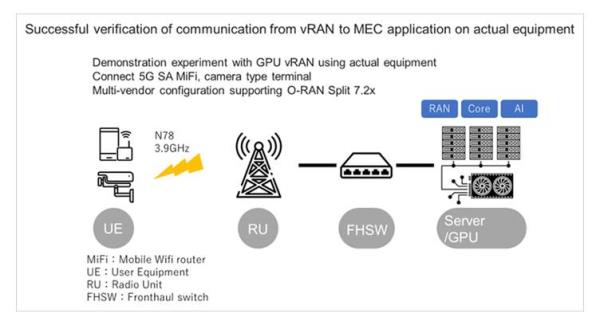 Successful verification of communication from vRAN to MEC application on actual equipment
Demonstration experiment with GPU vRAN using actual equipment
Connect 5G SA MiFi, camera type terminal
Multi-vendor configuration supporting O-RAN Split 7.2x
RAN Core AI
N78
3.9GHz
UE
RU
FHSW
Server
/GPU
MiFi：Mobile Wifi router
UE：User Equipment
RU：Radio Unit
FHSW：Fronthaul switch